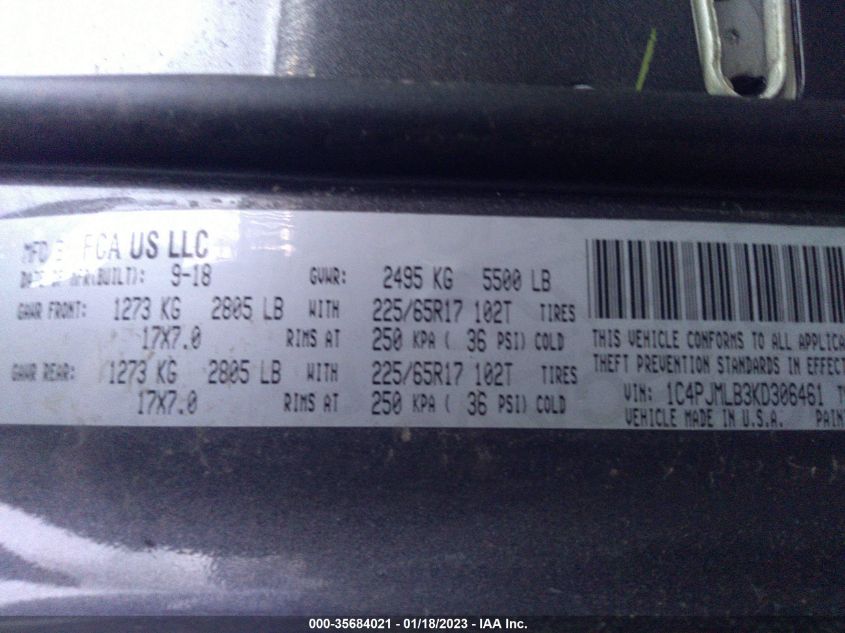 MFD BY FCA US LLC
DATE OF MFR(BUILT): 9-18 GVWR: 2495 KG 5500 LB
GAWR FRONT: 1273 KG 2805 LB WITH 225/65R17 102T TIRES
17X7.0 RIMS AT 250 KPA ( 36 PSI) COLD
GAWR REAR: 1273 KG 2805 LB WITH 225/65R17 102T TIRES
17X7.0 RIMS AT 250 KPA ( 36 PSI) COLD
THIS VEHICLE CONFORMS TO ALL
THEFT PREVENTION STANDARDS IN EFFECT
VIN: 1C4PJMLB3KD306461
VEHICLE MADE IN U.S.A.
000-35684021 - 01/18/2023 - IAA Inc.